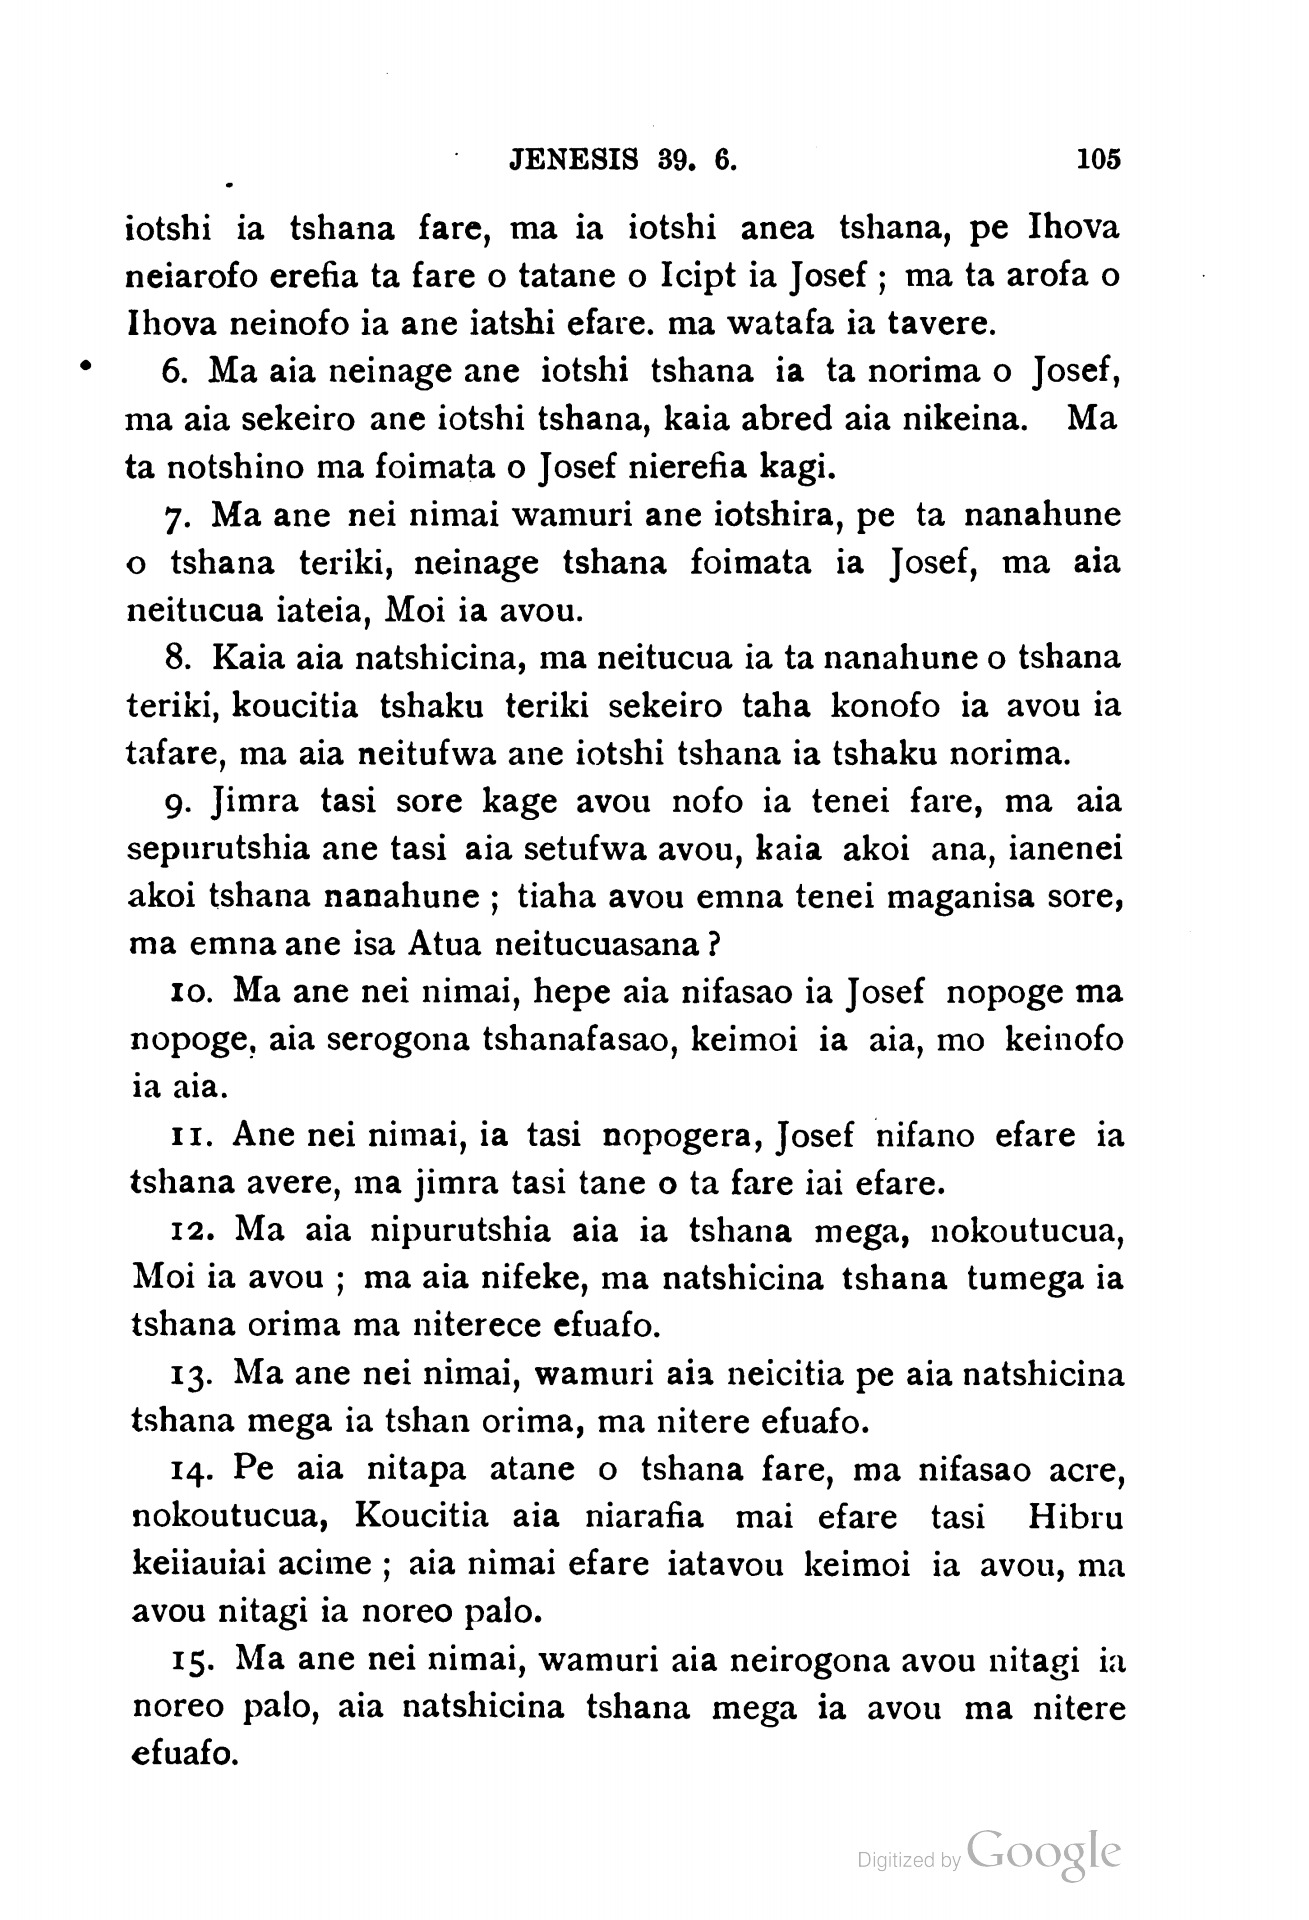 JENESIS 39. 6. 105
iotshi ia tshana fare, ma ia iotshi anea tshana, pe Ihova
neiarofo erefia ta fare o tatane o Icipt ia Josef ; ma ta arofa o
Ihova neinofo ia ane iatshi efare. ma watafa ia tavere.
6. Ma aia neinage ane iotshi tshana ia ta norima o Josef,
ma aia sekeiro ane iotshi tshana, kaia abred aia nikeina. Ma
ta notshino ma foimata o Josef nierefia kagi.
7. Ma ane nei nimai wamuri ane iotshira, pe ta nanahune
o tshana teriki, neinage tshana foimata ia Josef, ma aia
neitucua iateia, Moi ia avou.
8. Kaia aia natshicina, ma neitucua ia ta nanahune o tshana
teriki, koucitia tshaku teriki sekeiro taha konofo ia avou ia
tafare, ma aia neitufwa ane iotshi tshana ia tshaku norima.
9. Jimra tasi sore kage avou nofo ia tenei fare, ma aia
sepurutshia ane tasi aia setufwa avou, kaia akoi ana, ianenei
akoi tshana nanahune ; tiaha avou emna tenei maganisa sore,
ma emna ane isa Atua neitucuasana ?
10. Ma ane nei nimai, hepe aia nifasao ia Josef nopoge ma
nopoge, aia serogona tshanafasao, keimoi ia aia, mo keinofo
ia aia.
11. Ane nei nimai, ia tasi nopogera, Josef nifano efare ia
tshana avere, ma jimra tasi tane o ta fare iai efare.
12. Ma aia nipurutshia aia ia tshana mega, nokoutucua,
Moi ia avou ; ma aia nifeke, ma natshicina tshana tumega ia
tshana orima ma niterece efuafo.
13. Ma ane nei nimai, wamuri aia neicitia pe aia natshicina
tshana mega ia tshan orima, ma nitere efuafo.
14. Pe aia nitapa atane o tshana fare, ma nifasao acre,
nokoutucua, Koucitia aia niarafia mai efare tasi Hibru
keiiauiai acime ; aia nimai efare iatavou keimoi ia avou, ma
avou nitagi ia noreo palo.
15. Ma ane nei nimai, wamuri aia neirogona avou nitagi ia
noreo palo, aia natshicina tshana mega ia avou ma nitere
efuafo.
Digitized by Google